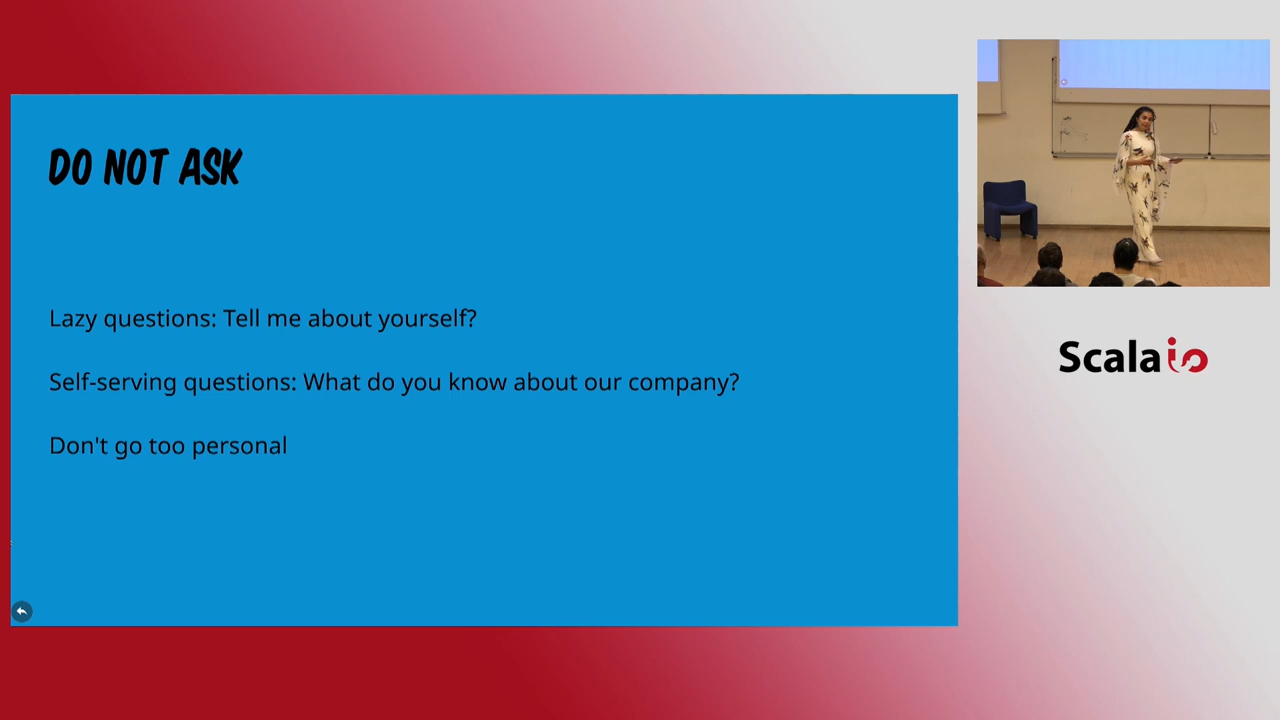 DO NOT ASK
Lazy questions: Tell me about yourself?
Self-serving questions: What do you know about our company?
Don't go too personal
Scala io